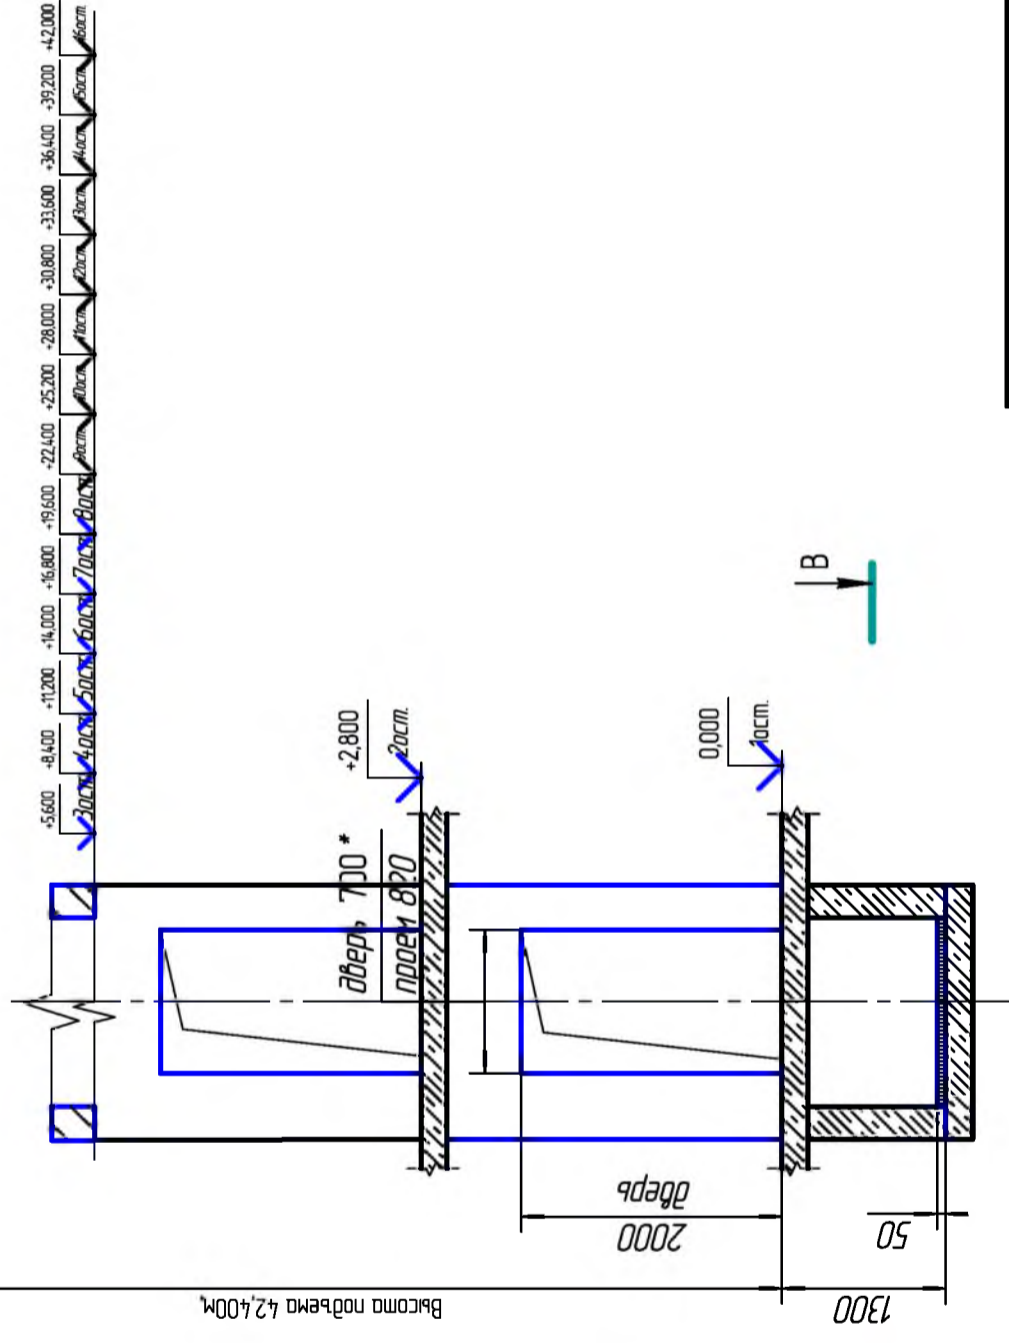 +42,000
16ост.
+39,200
15ост.
+36,400
14ост.
+33,600
13ост.
+30,800
12ост.
+28,000
11ост.
+25,200
10ост.
+22,400
9ост.
+19,600
8ост.
+16,800
7ост.
+14,000
6ост.
+11,200
5ост.
+8,400
4ост.
+5,600
3ост.
+2,800
2ост.
0,000
1ост.
В
дверь 700 *
проем 820
дверь
2000
50
1300
Высота подъема 42,400м,